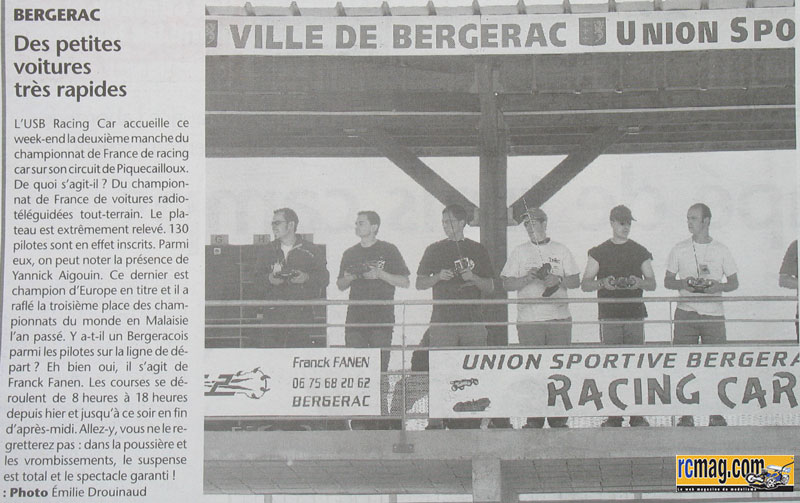 BERGERAC
Des petites
voitures
très rapides
L'USB Racing Car accueille ce
week-end la deuxième manche du
championnat de France de racing
car sur son circuit de Piquecailloux.
De quoi s'agit-il ? Du champion-
nat de France de voitures radio-
téléguidées tout-terrain. Le pla-
teau est extrêmement relevé. 130
pilotes sont en effet inscrits. Parmi
eux, on peut noter la présence de
Yannick Aigouin. Ce dernier est
champion d'Europe en titre et il a
raflé la troisième place des cham-
pionnats du monde en Malaisie
l'an passé. Y a-t-il un Bergeracois
parmi les pilotes sur la ligne de dé-
part ? Eh bien oui, il s'agit de
Franck Fanen. Les courses se dé-
roulent de 8 heures à 18 heures
depuis hier et jusqu'à ce soir en fin
d'après-midi. Allez-y, vous ne le re-
gretterez pas : dans la poussière et
les vrombissements, le suspense
est total et le spectacle garanti !
: Photo Émilie Drouinaud
VILLE DE BERGERAC UNION SPO
Franck FANEN
06 75 68 20 62
BERGERAC
UNION SPORTIVE BERGERA
RACING CAR
rcmag.com
Le web magazine du modélisme